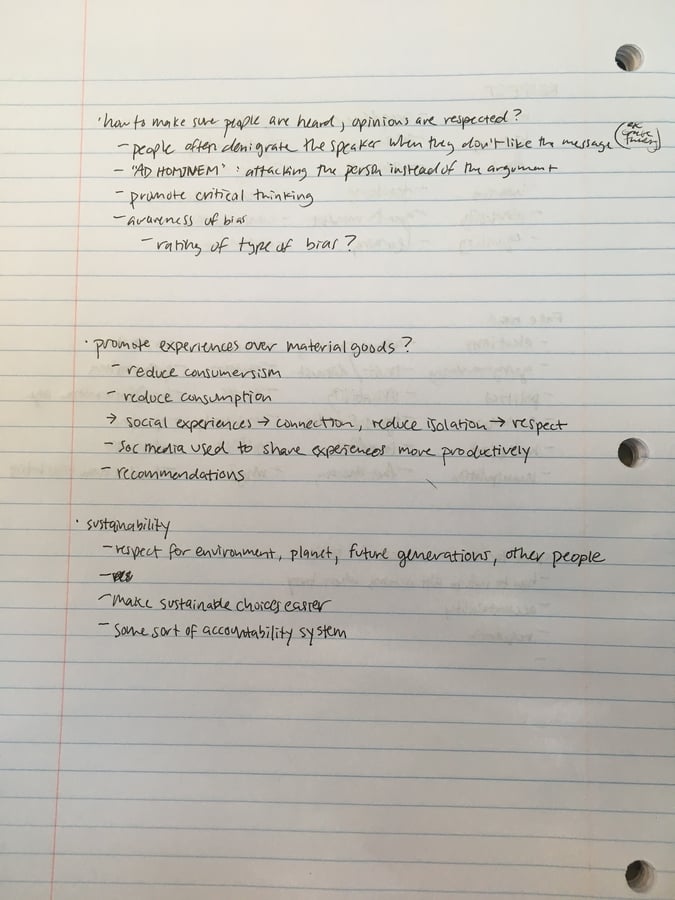 · how to make sure people are heard, opinions are respected?
- people often denigrate the speaker when they don't like the message (ex
- "AD HOMINEM": attacking the person instead of the argument
- promote critical thinking
- awareness of bias
- rating of type of bias?
· promote experiences over material goods?
- reduce consumersism
- reduce consumption
→ social experiences → connection, reduce isolation → respect
- soc media used to share experiences more productively
- recommendations
· sustainability
- respect for environment, planet, future generations, other people
- make sustainable choices easier
- some sort of accountability system